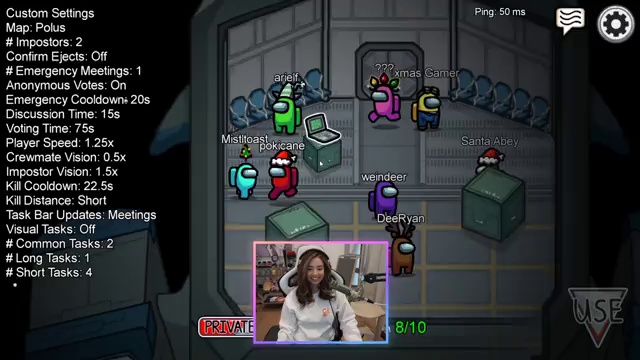 Custom Settings
Map: Polus
# Impostors: 2
Confirm Ejects: Off
# Emergency Meetings: 1
Anonymous Votes: On
Emergency Cooldown: 20s
Discussion Time: 15s
Voting Time: 75s
Player Speed: 1.25x
Crewmate Vision: 0.5x
Impostor Vision: 1.5x
Kill Cooldown: 22.5s
Kill Distance: Short
Task Bar Updates: Meetings
Visual Tasks: Off
# Common Tasks: 2
# Long Tasks: 1
# Short Tasks: 4
Ping: 50 ms
???
xmas Gamer
arielf
Mistltoast
pokicane
Santa Abey
weindeer
DeeRyan
PRIVATE
8/10
USE